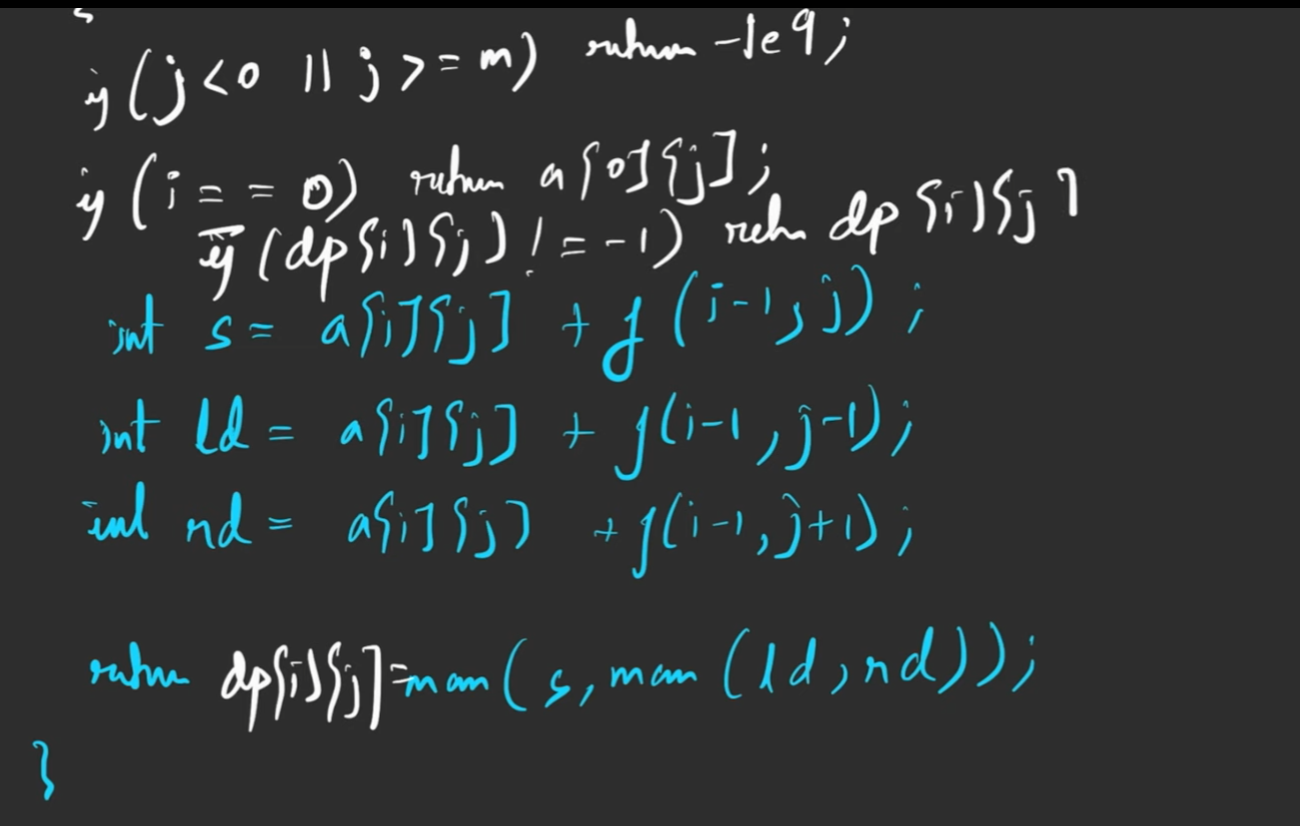 if (j<0 || j >= m) return -1e9;
if (i == 0) return a[0][j];
if (dp[i][j] != -1) retn dp[i][j]
int s = a[i][j] + f(i-1, j);
int ld = a[i][j] + f(i-1, j-1);
int rd = a[i][j] + f(i-1, j+1);
return dp[i][j] = max(s, max(ld, rd));
}